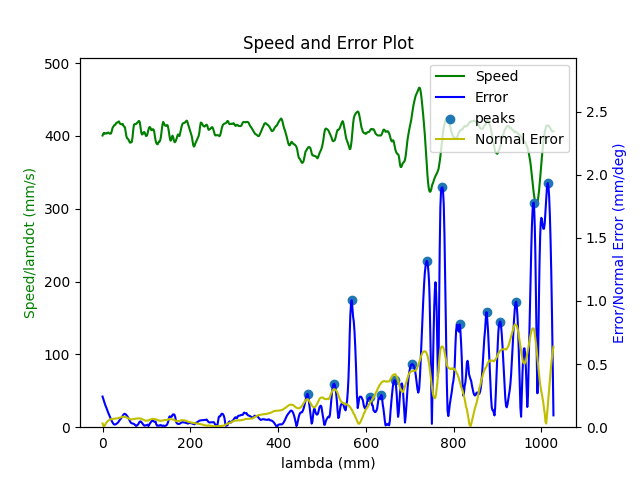 Speed and Error Plot
Speed
Error
peaks
Normal Error
500
400
300
200
100
0
Speed/lamdot (mm/s)
2.5
2.0
1.5
1.0
0.5
0.0
Error/Normal Error (mm/deg)
0 200 400 600 800 1000
lambda (mm)